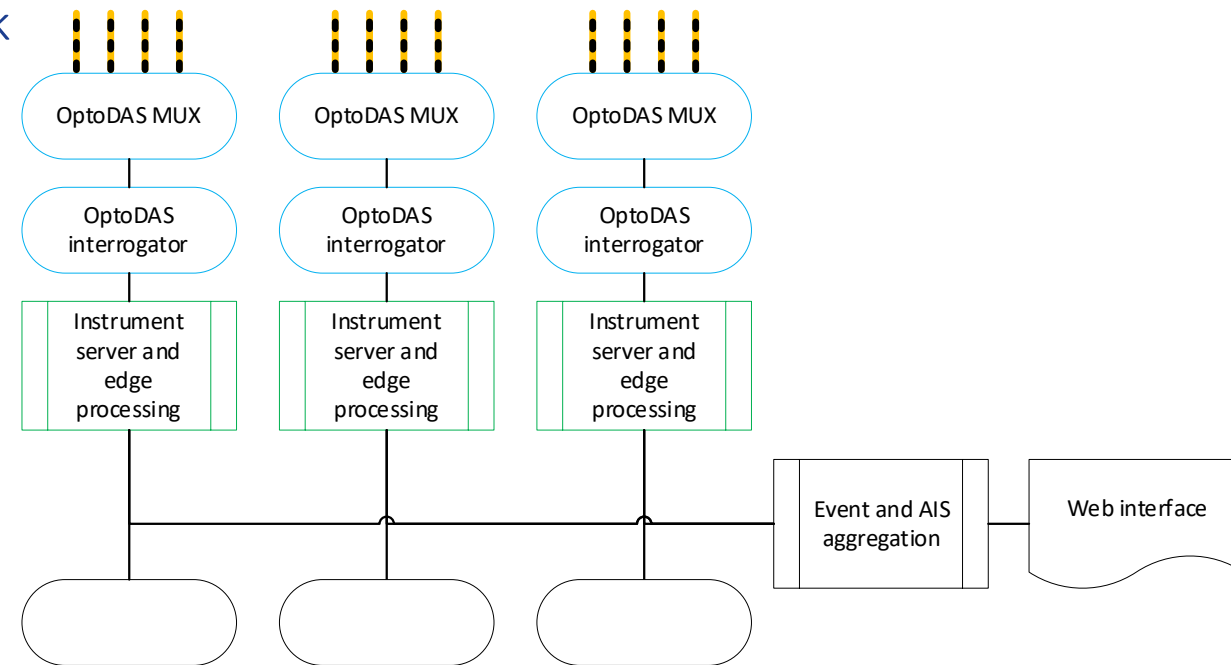 K
OptoDAS MUX
OptoDAS MUX
OptoDAS MUX
OptoDAS
interrogator
OptoDAS
interrogator
OptoDAS
interrogator
Instrument
server and
edge
processing
Instrument
server and
edge
processing
Instrument
server and
edge
processing
Event and AIS
aggregation
Web interface